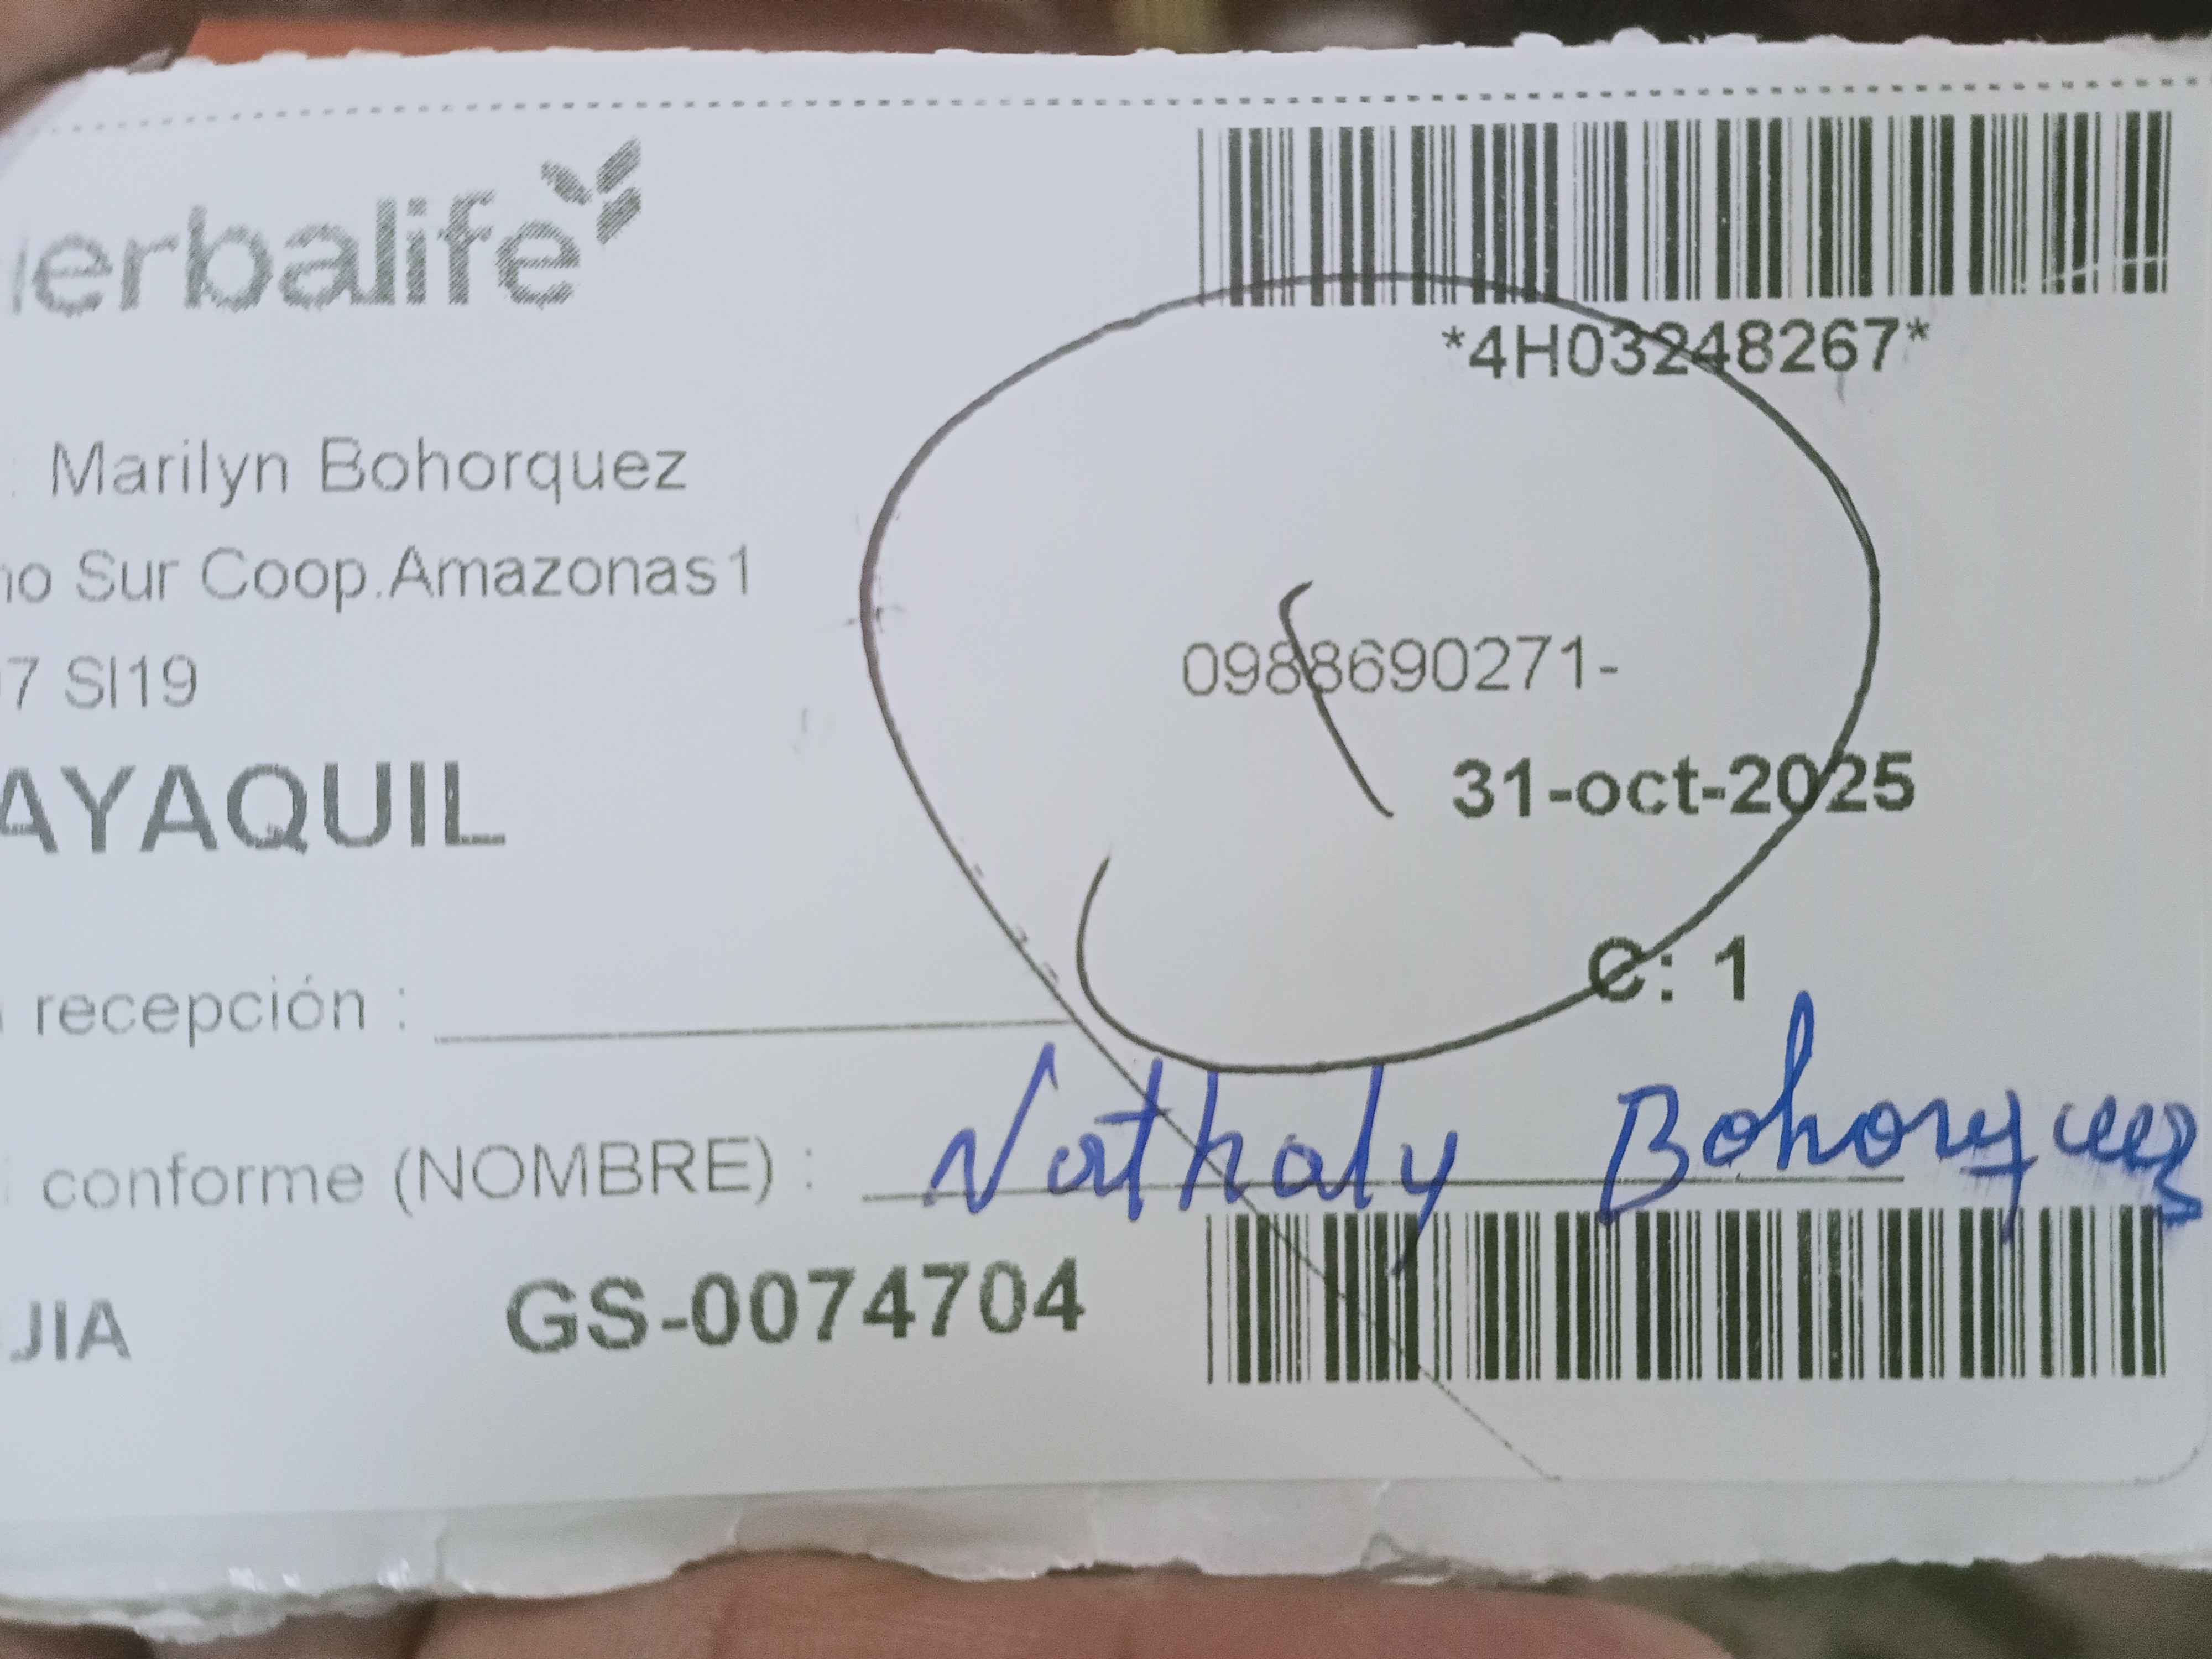 erbalife
*4H03248267*
Marilyn Bohorquez
no Sur Coop.Amazonas1
0988690271-
7 Sl19
31-oct-2025
AYAQUIL
C: 1
recepción :
conforme (NOMBRE) : Nathaly Bohorquez
JIA GS-0074704